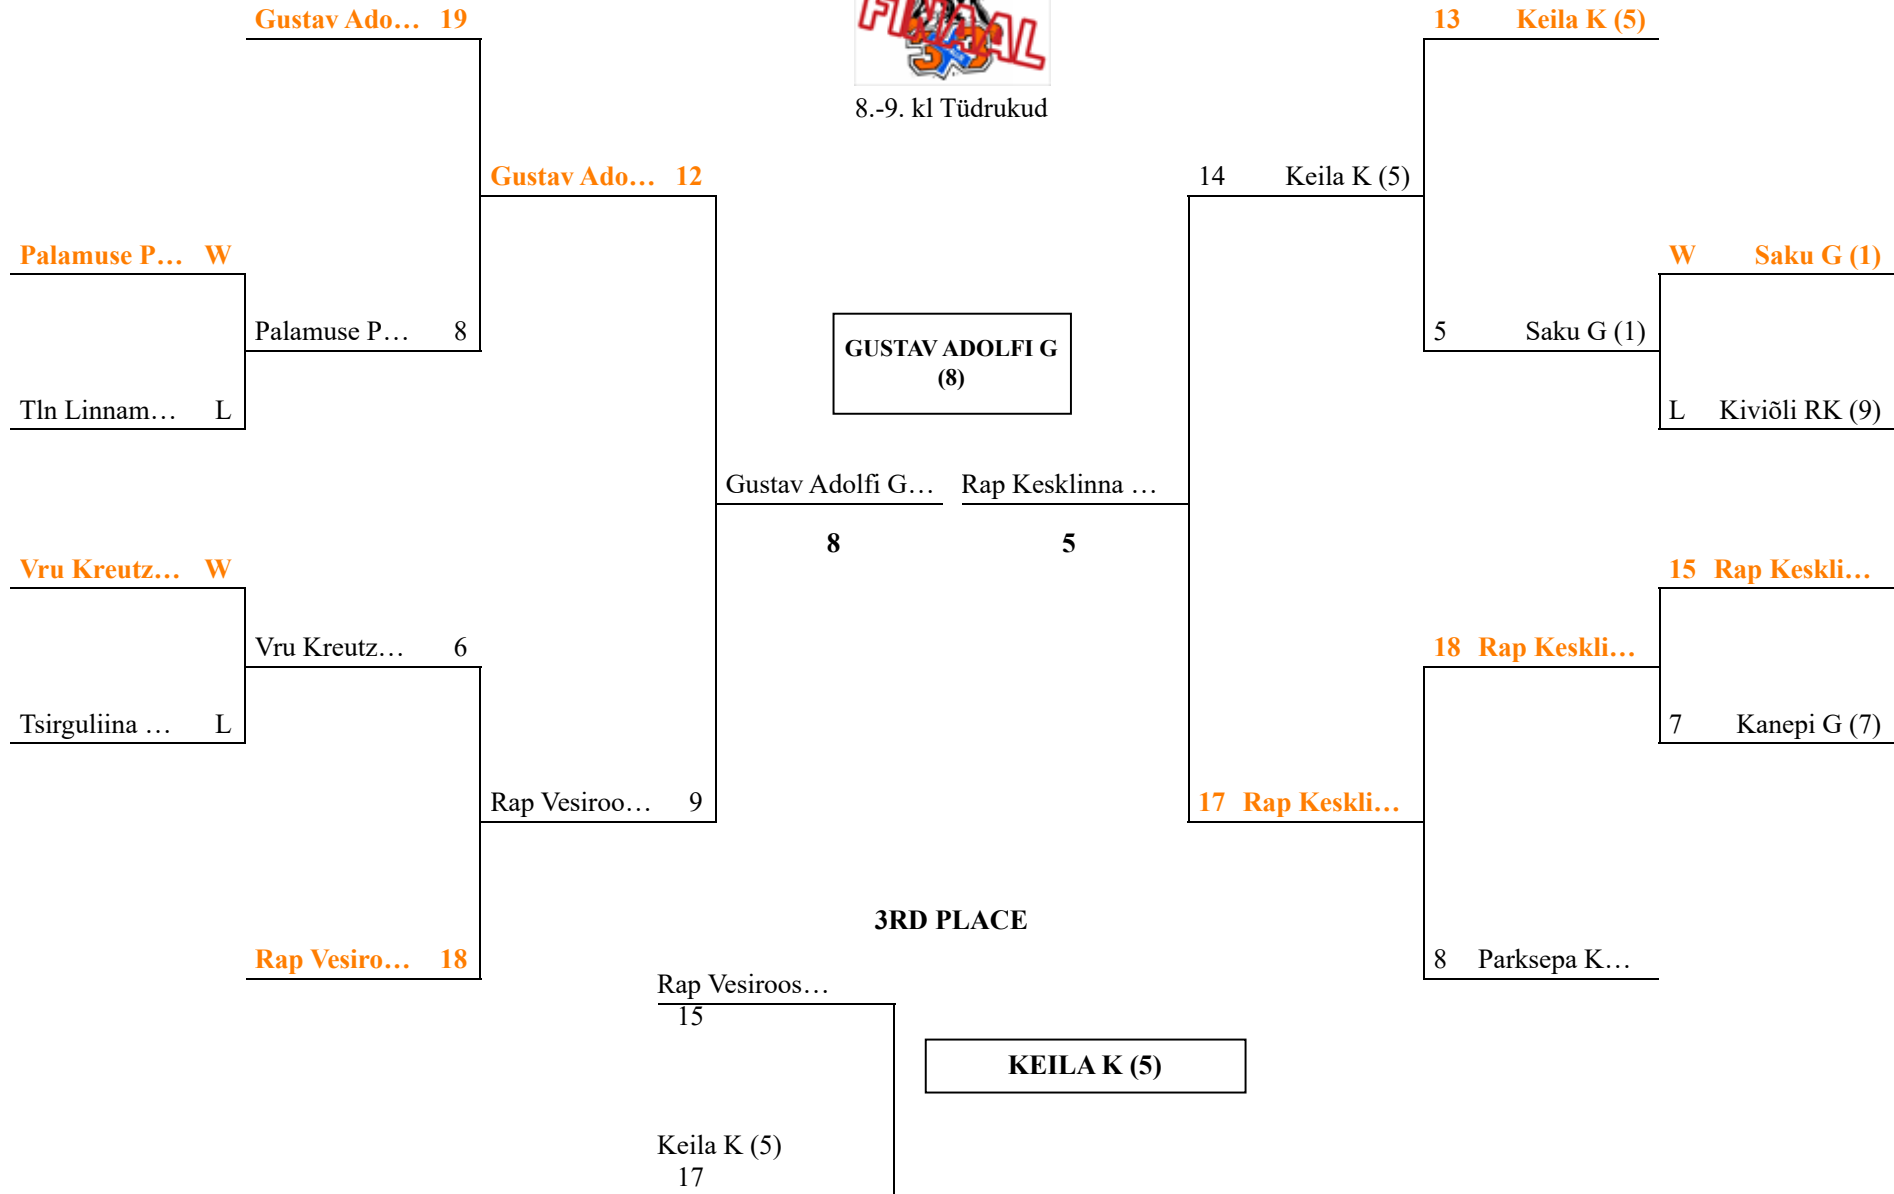 Gustav Ado… 19
FINAAL
13 Keila K (5)
8.-9. kl Tüdrukud
Gustav Ado… 12
14 Keila K (5)
Palamuse P… W
W Saku G (1)
Palamuse P… 8
5 Saku G (1)
GUSTAV ADOLFI G
(8)
Tln Linnam… L
L Kiviõli RK (9)
Gustav Adolfi G…
Rap Kesklinna …
8
5
Vru Kreutz… W
15 Rap Keskli…
Vru Kreutz… 6
18 Rap Keskli…
Tsirguliina … L
7 Kanepi G (7)
Rap Vesiroo… 9
17 Rap Keskli…
3RD PLACE
Rap Vesiro… 18
8 Parksepa K…
Rap Vesiroos…
15
KEILA K (5)
Keila K (5)
17